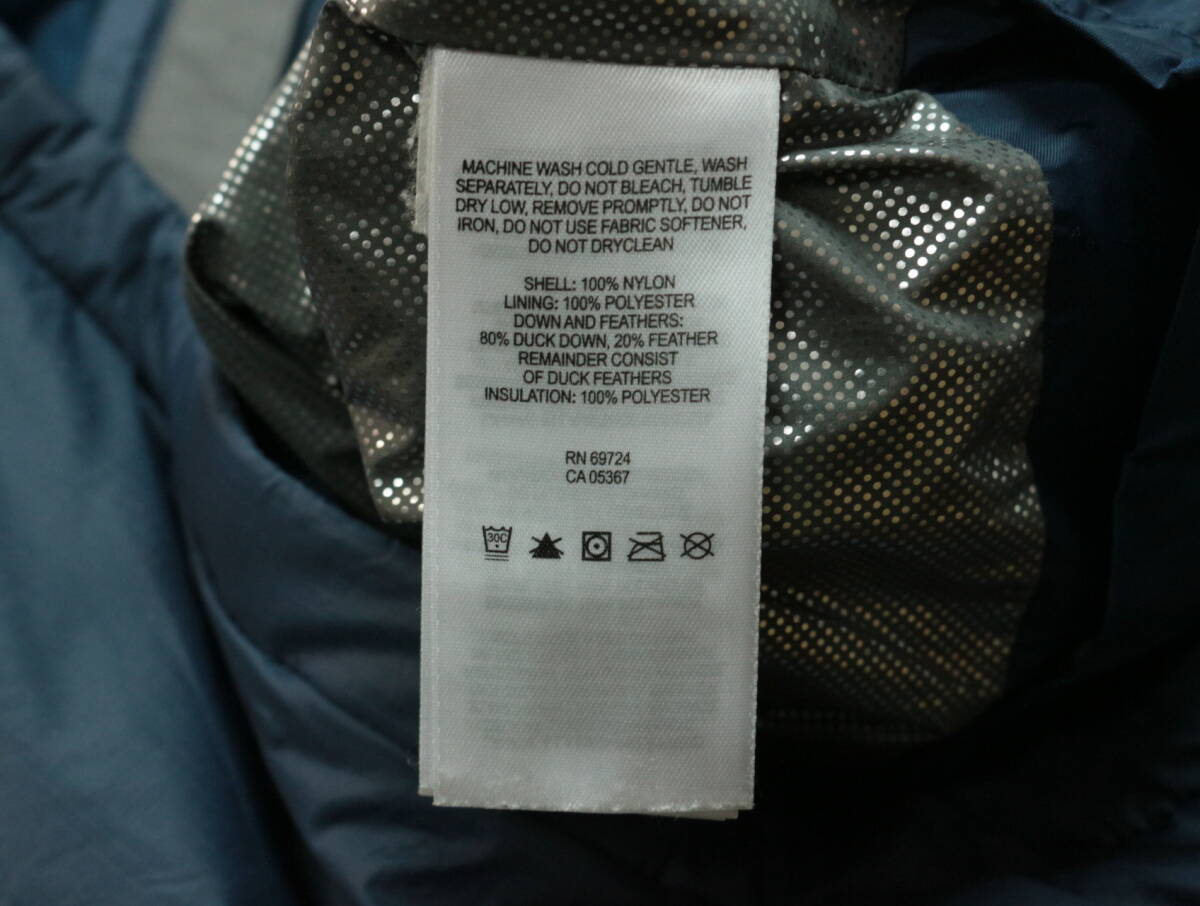 MACHINE WASH COLD GENTLE, WASH
SEPARATELY, DO NOT BLEACH, TUMBLE
DRY LOW, REMOVE PROMPTLY, DO NOT
IRON, DO NOT USE FABRIC SOFTENER,
DO NOT DRYCLEAN
SHELL: 100% NYLON
LINING: 100% POLYESTER
DOWN AND FEATHERS:
80% DUCK DOWN, 20% FEATHER
REMAINDER CONSIST
OF DUCK FEATHERS
INSULATION: 100% POLYESTER
RN 69724
CA 05367
30C